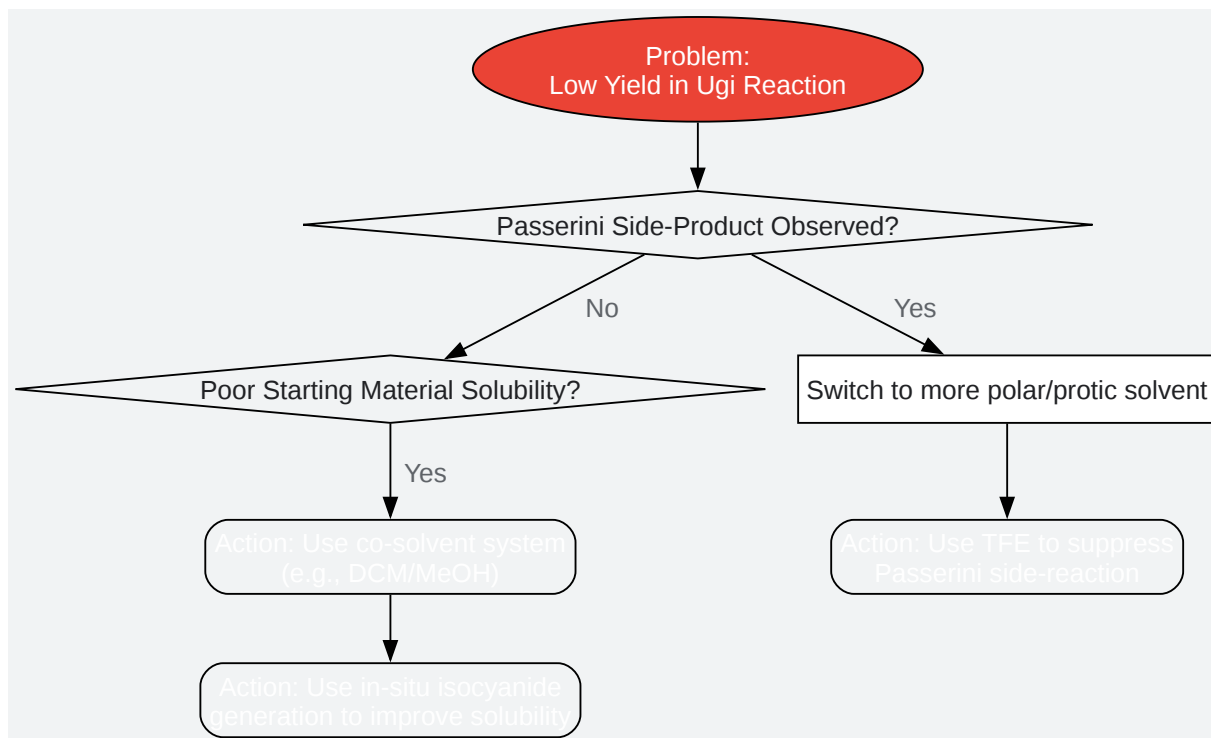 Problem:
Low Yield in Ugi Reaction
Passerini Side-Product Observed?
No
Yes
Poor Starting Material Solubility?
Switch to more polar/protic solvent
Yes
Action: Use co-solvent system
(e.g., DCM/MeOH)
Action: Use TFE to suppress
Passerini side-reaction
Action: Use in-situ isocyanide
generation to improve solubility